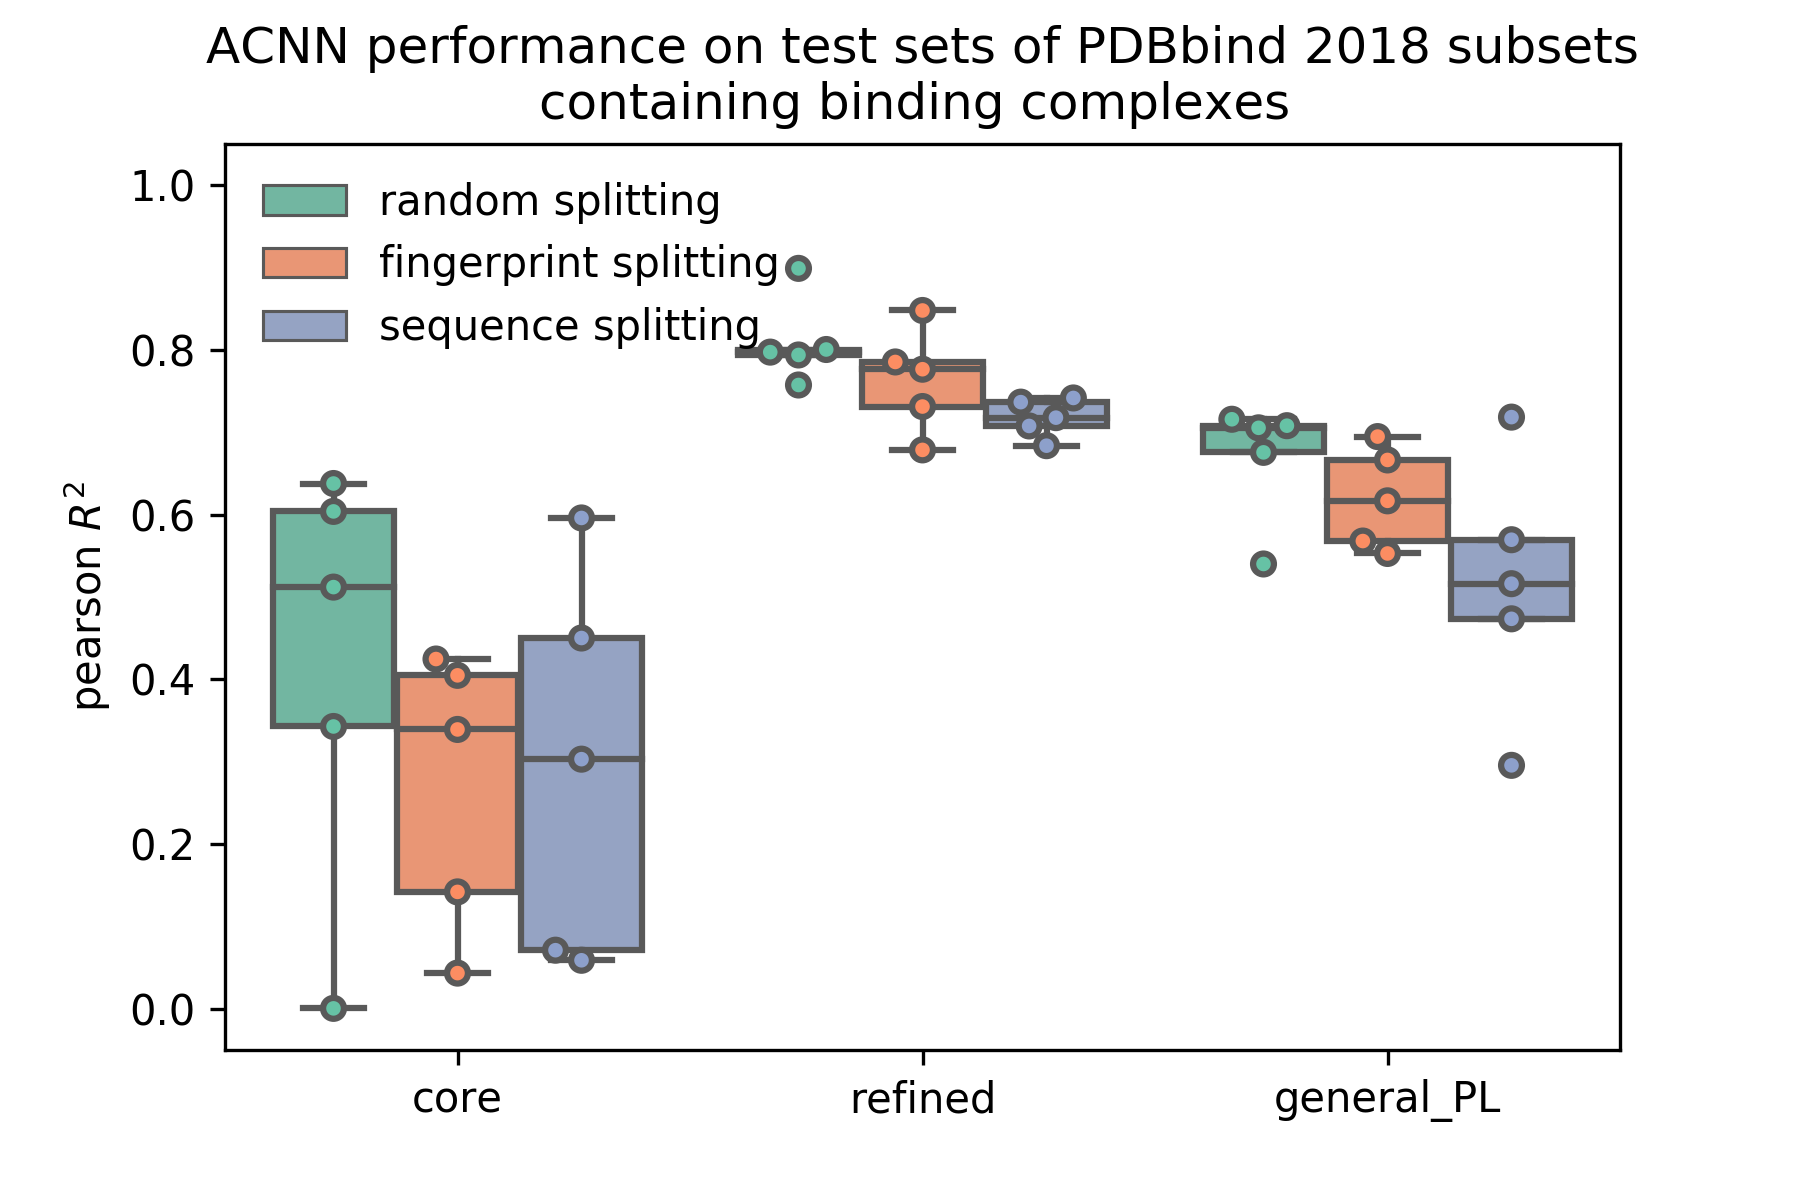 ACNN performance on test sets of PDBbind 2018 subsets
containing binding complexes
1.0
0.8
0.6
0.4
0.2
0.0
pearson R²
random splitting
fingerprint splitting
sequence splitting
core
refined
general_PL